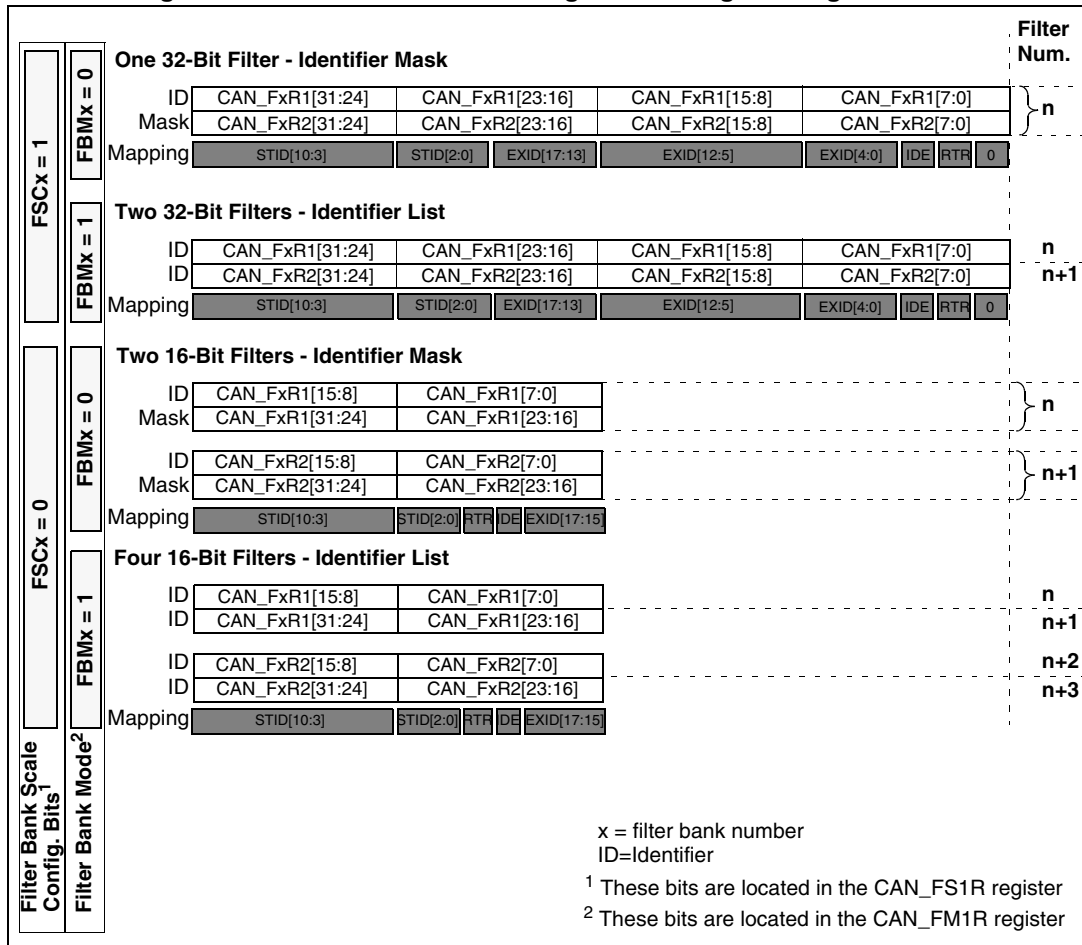 Filter
Num.
One 32-Bit Filter - Identifier Mask
FSCx = 1
FBMx = 0
ID CAN_FxR1[31:24] CAN_FxR1[23:16] CAN_FxR1[15:8] CAN_FxR1[7:0]
n
Mask CAN_FxR2[31:24] CAN_FxR2[23:16] CAN_FxR2[15:8] CAN_FxR2[7:0]
Mapping STID[10:3] STID[2:0] EXID[17:13] EXID[12:5] EXID[4:0] IDE RTR 0
Two 32-Bit Filters - Identifier List
FBMx = 1
ID CAN_FxR1[31:24] CAN_FxR1[23:16] CAN_FxR1[15:8] CAN_FxR1[7:0] n
ID CAN_FxR2[31:24] CAN_FxR2[23:16] CAN_FxR2[15:8] CAN_FxR2[7:0] n+1
Mapping STID[10:3] STID[2:0] EXID[17:13] EXID[12:5] EXID[4:0] IDE RTR 0
Two 16-Bit Filters - Identifier Mask
FSCx = 0
FBMx = 0
ID CAN_FxR1[15:8] CAN_FxR1[7:0]
n
Mask CAN_FxR1[31:24] CAN_FxR1[23:16]
ID CAN_FxR2[15:8] CAN_FxR2[7:0]
n+1
Mask CAN_FxR2[31:24] CAN_FxR2[23:16]
Mapping STID[10:3] STID[2:0] RTR IDE EXID[17:15]
Four 16-Bit Filters - Identifier List
FBMx = 1
ID CAN_FxR1[15:8] CAN_FxR1[7:0] n
ID CAN_FxR1[31:24] CAN_FxR1[23:16] n+1
ID CAN_FxR2[15:8] CAN_FxR2[7:0] n+2
ID CAN_FxR2[31:24] CAN_FxR2[23:16] n+3
Mapping STID[10:3] STID[2:0] RTR IDE EXID[17:15]
Filter Bank Scale
Config. Bits1
Filter Bank Mode2
x = filter bank number
ID=Identifier
1 These bits are located in the CAN_FS1R register
2 These bits are located in the CAN_FM1R register